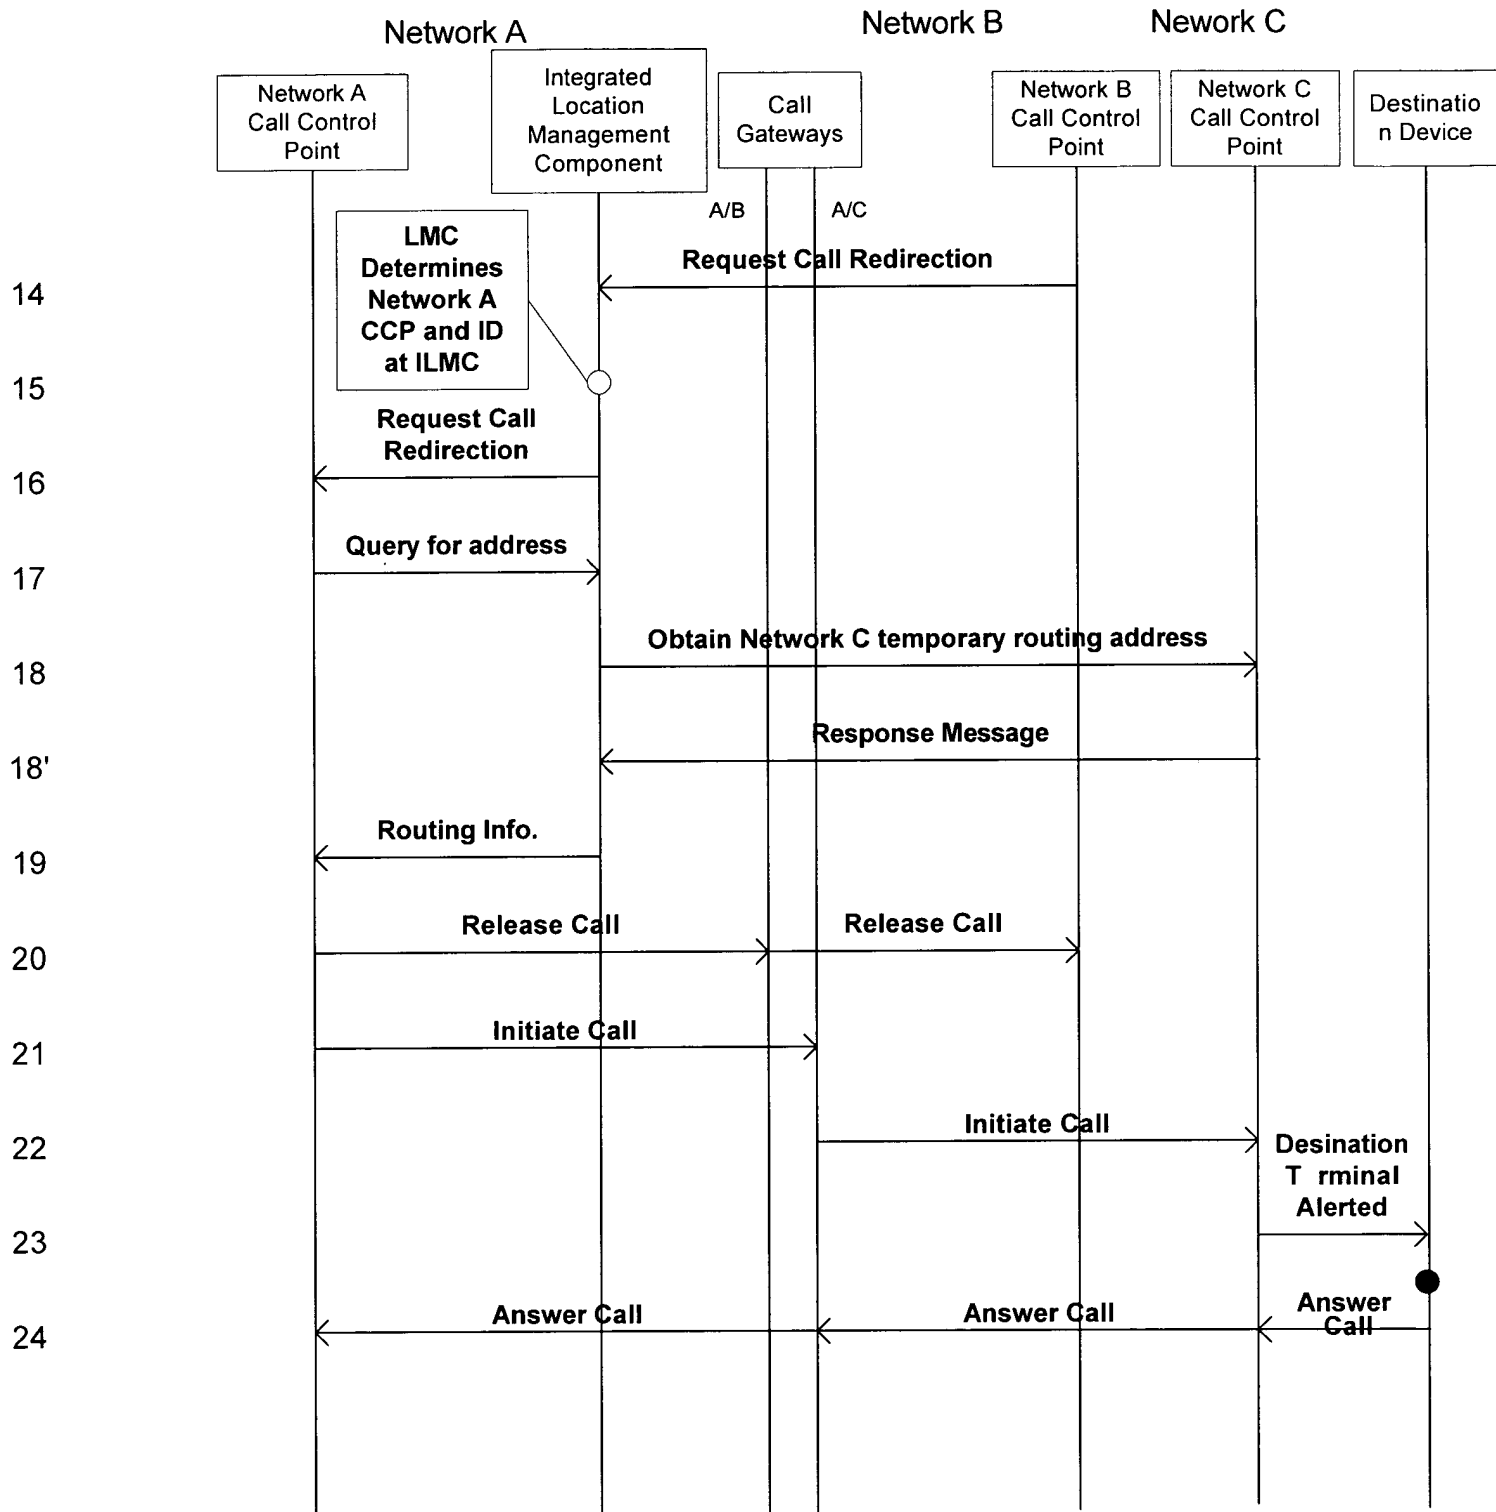 Network A
Network B
Nework C
Network A
Call Control
Point
Integrated
Location
Management
Component
Call
Gateways
Network B
Call Control
Point
Network C
Call Control
Point
Destinatio
n Device
A/B
A/C
LMC
Determines
Network A
CCP and ID
at ILMC
14
Request Call Redirection
15
Request Call
Redirection
16
Query for address
17
Obtain Network C temporary routing address
18
Response Message
18'
Routing Info.
19
Release Call
Release Call
20
Initiate Call
21
Initiate Call
22
Desination
T rminal
Alerted
23
Answer Call
Answer Call
Answer
Call
24